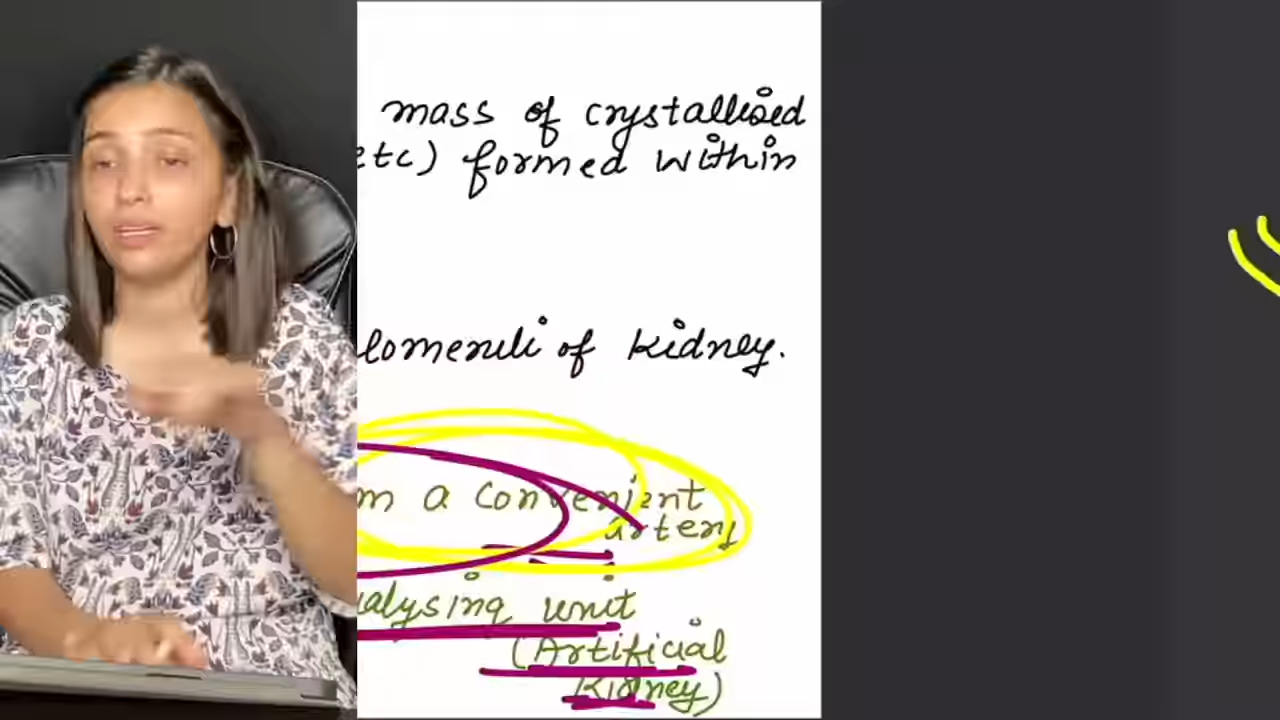 mass of crystallised
etc) formed within
lomeruli of kidney.
m a convenient
artery
alysing unit
(Artificial
Kidney)